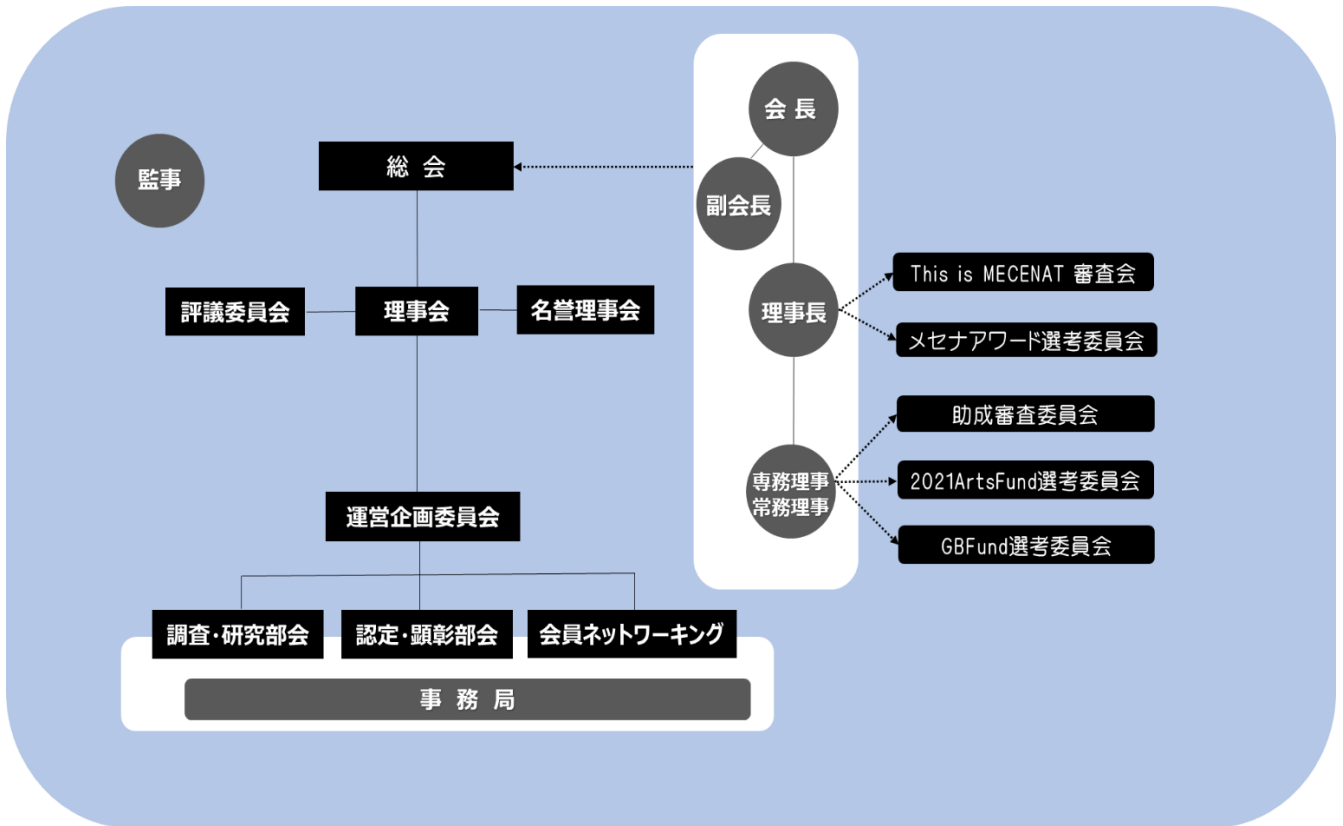 会長
監事
総会
副会長
This is MECENAT 審査会
評議委員会
理事会
名誉理事会
理事長
メセナアワード選考委員会
助成審査委員会
専務理事
常務理事
2021ArtsFund選考委員会
運営企画委員会
GBFund選考委員会
調査・研究部会
認定・顕彰部会
会員ネットワーキング
事務局